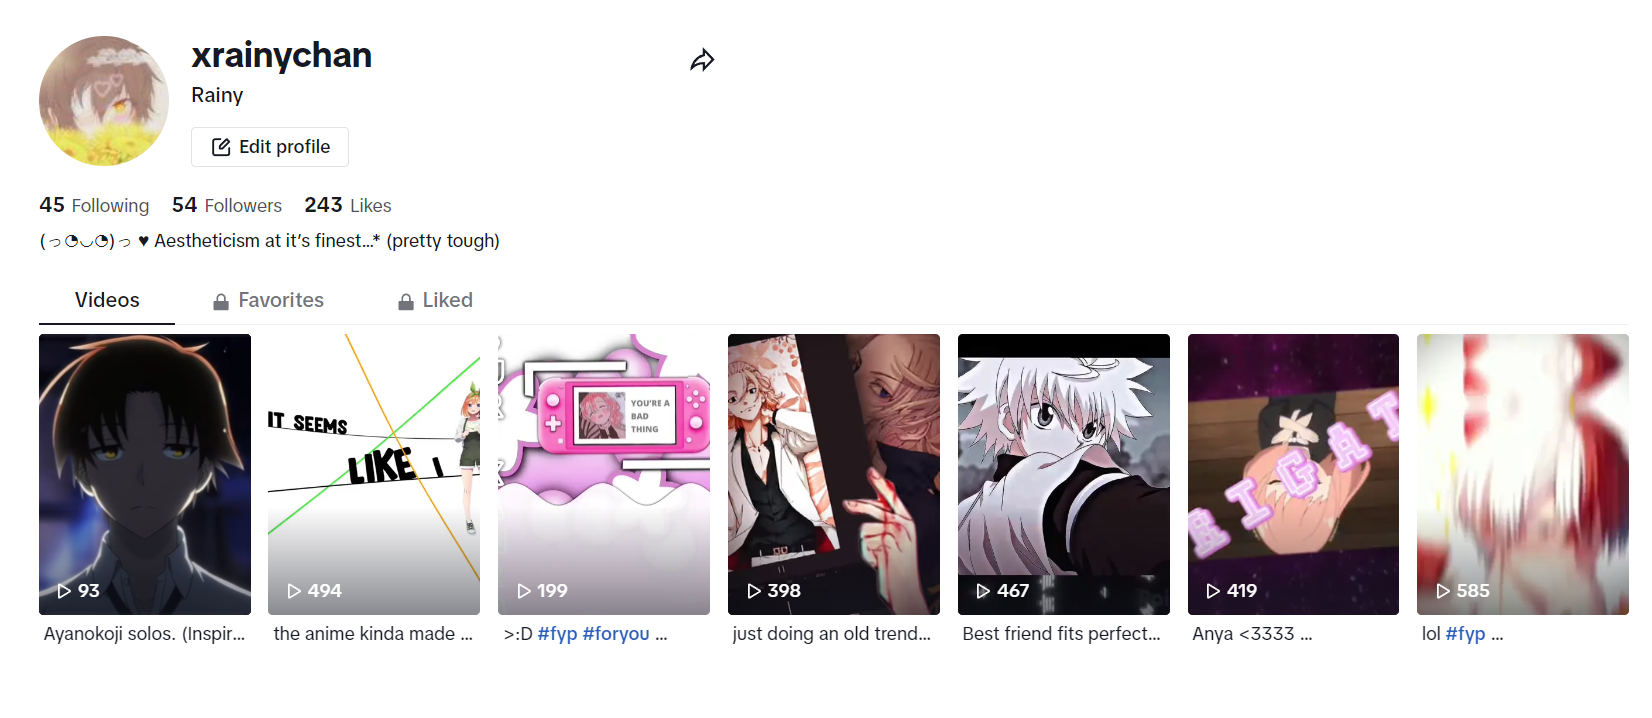 xrainychan
Rainy
Edit profile
45 Following 54 Followers 243 Likes
(っ◔◡◔)っ ♥ Aestheticism at it’s finest...* (pretty tough)
Videos Favorites Liked
IT SEEMS
LIKE I
YOU'RE A
BAD
THING
RIGAT
93 494 199 398 467 419 585
Ayanokoji solos. (Inspir... the anime kinda made ... >:D #fyp #foryou ... just doing an old trend... Best friend fits perfect... Anya <3333 ... lol #fyp ...